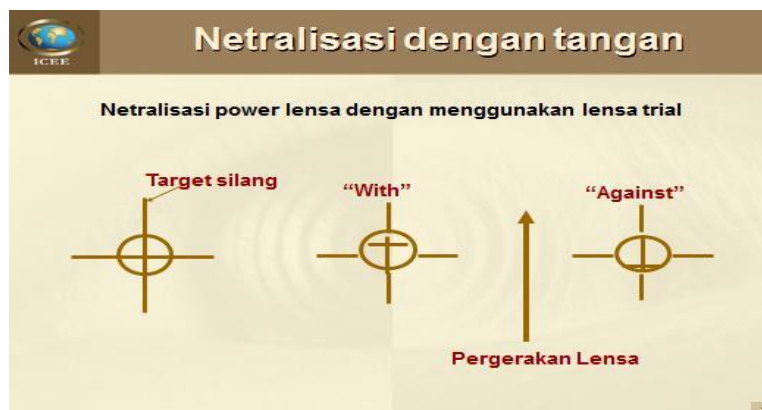 ICEE
Netralisasi dengan tangan
Netralisasi power lensa dengan menggunakan lensa trial
Target silang
“With”
“Against”
Pergerakan Lensa